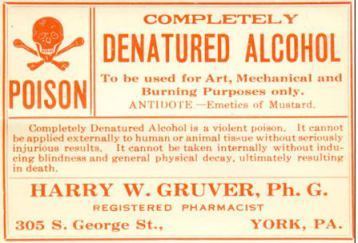 COMPLETELY
DENATURED ALCOHOL
To be used for Art, Mechanical and
Burning Purposes only.
ANTIDOTE—Emetics of Mustard.
POISON
Completely Denatured Alcohol is a violent poison. It cannot
be applied externally to human or animal tissue without seriously
injurious results. It cannot be taken internally without indu-
cing blindness and general physical decay, ultimately resulting
in death.
HARRY W. GRUVER, Ph. G.
REGISTERED PHARMACIST
305 S. George St., YORK, PA.